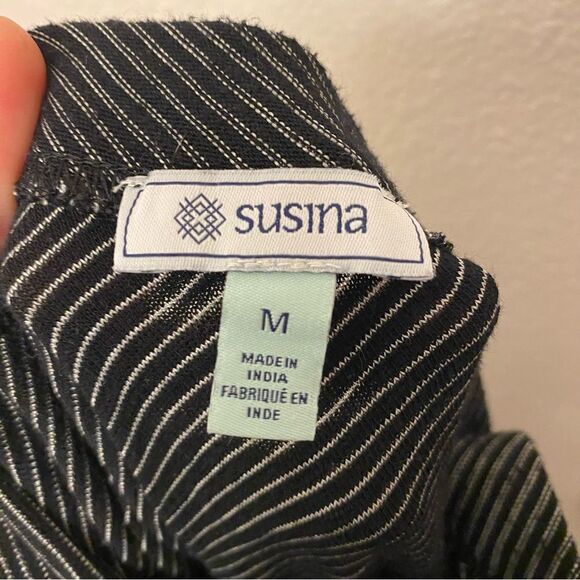 susina
M
MADE IN
INDIA
FABRIQUÉ EN
INDE